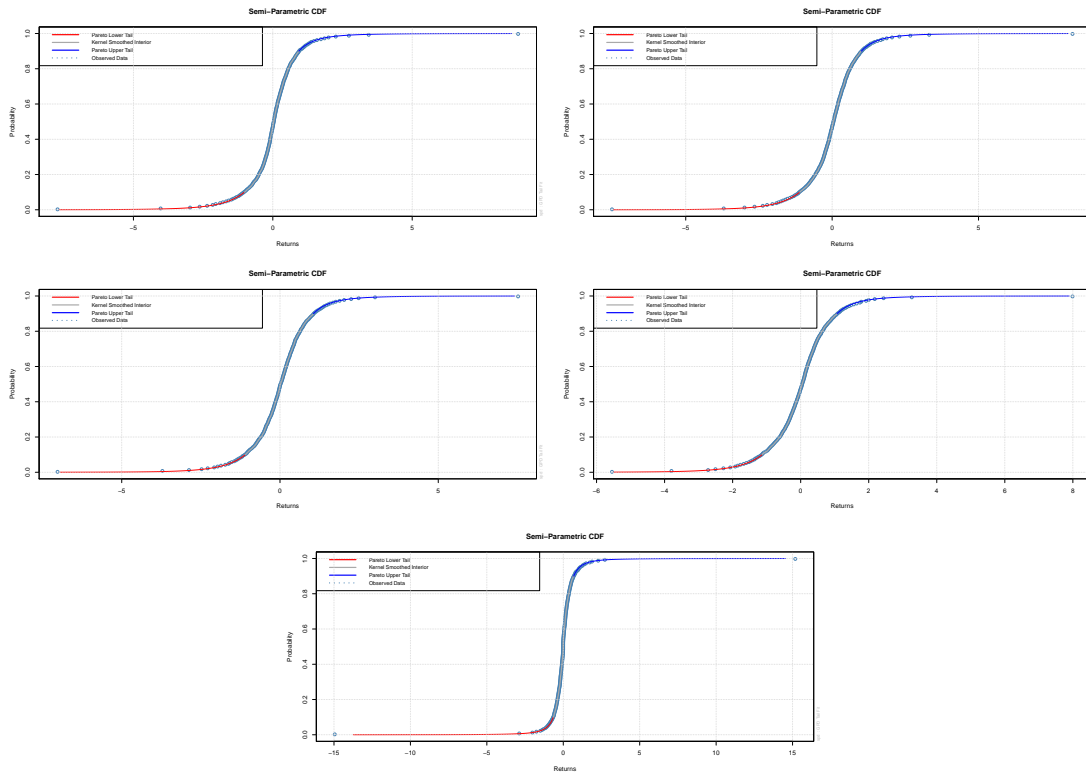 Semi-Parametric CDF
Pareto Lower Tail
Kernel Smoothed Interior
Pareto Upper Tail
Observed Data
Probability
0.0 0.2 0.4 0.6 0.8 1.0
-5 0 5
Returns
Semi-Parametric CDF
Pareto Lower Tail
Kernel Smoothed Interior
Pareto Upper Tail
Observed Data
Probability
0.0 0.2 0.4 0.6 0.8 1.0
-5 0 5
Returns
Semi-Parametric CDF
Pareto Lower Tail
Kernel Smoothed Interior
Pareto Upper Tail
Observed Data
Probability
0.0 0.2 0.4 0.6 0.8 1.0
-5 0 5
Returns
Semi-Parametric CDF
Pareto Lower Tail
Kernel Smoothed Interior
Pareto Upper Tail
Observed Data
Probability
0.0 0.2 0.4 0.6 0.8 1.0
-6 -4 -2 0 2 4 6 8
Returns
Semi-Parametric CDF
Pareto Lower Tail
Kernel Smoothed Interior
Pareto Upper Tail
Observed Data
Probability
0.0 0.2 0.4 0.6 0.8 1.0
-15 -10 -5 0 5 10 15
Returns